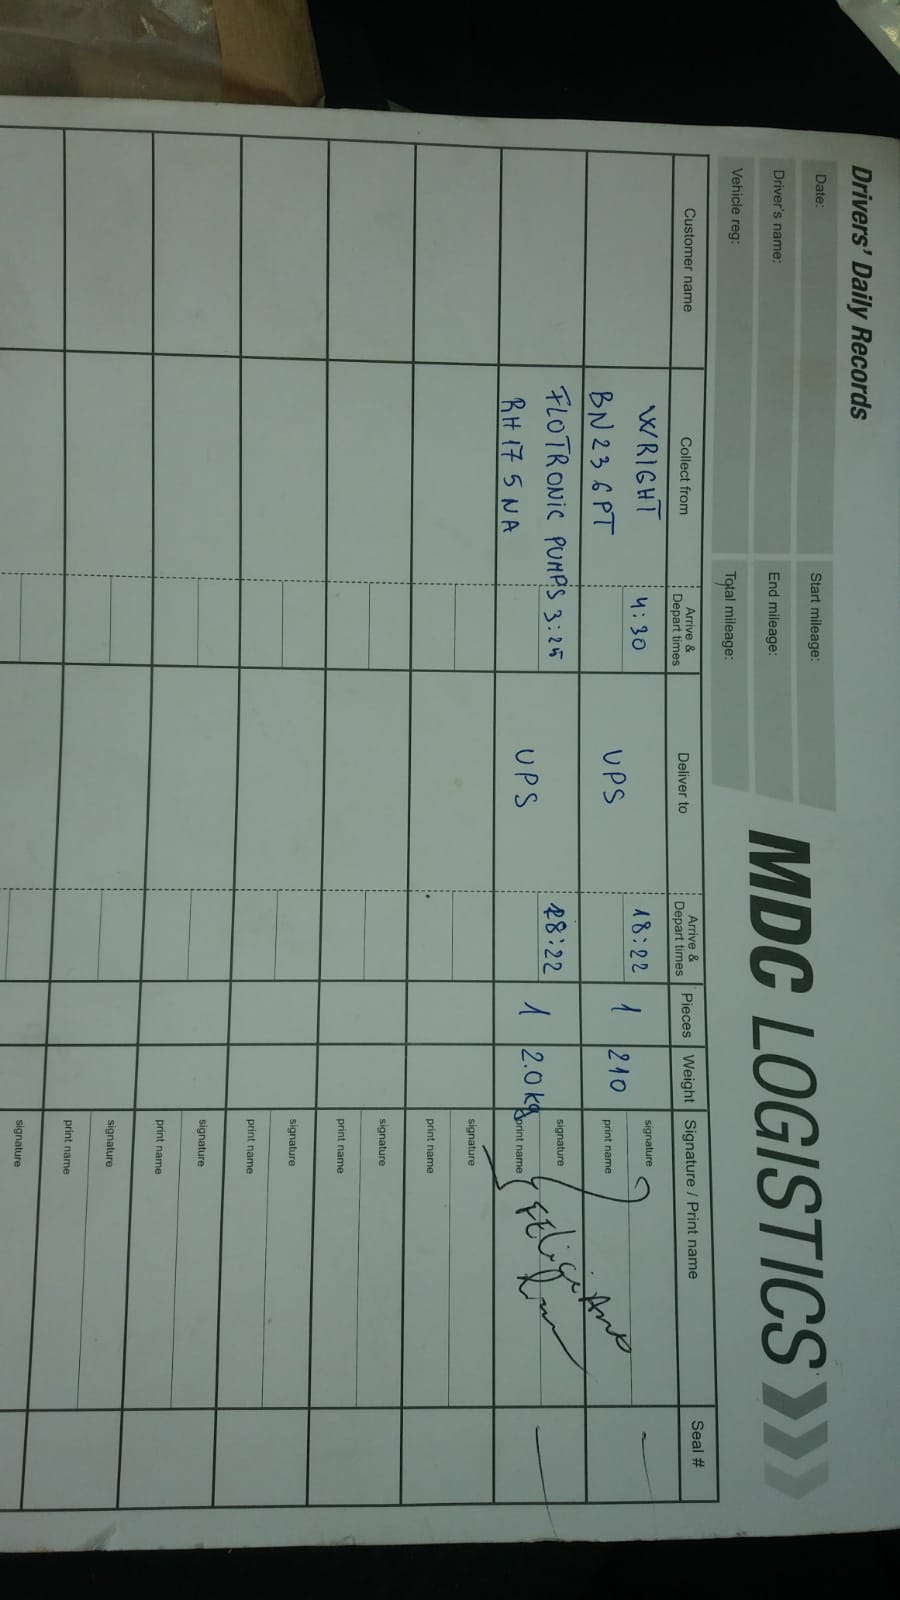 Drivers' Daily Records
MDC LOGISTICS
Date:
Start mileage:
Driver's name:
End mileage:
Vehicle reg:
Total mileage:
Customer name Collect from Arrive & Depart times Deliver to Arrive & Depart times Pieces Weight Signature / Print name Seal #
WRIGHT 4:30 18:22 signature
BN23 6PT UPS 1 210 print name
FLOTRONIC PUMPS 3:25 18:22 signature
RH17 5NA UPS 1 2.0kg print name
signature
print name
signature
print name
signature
print name
signature
print name
signature
print name
signature